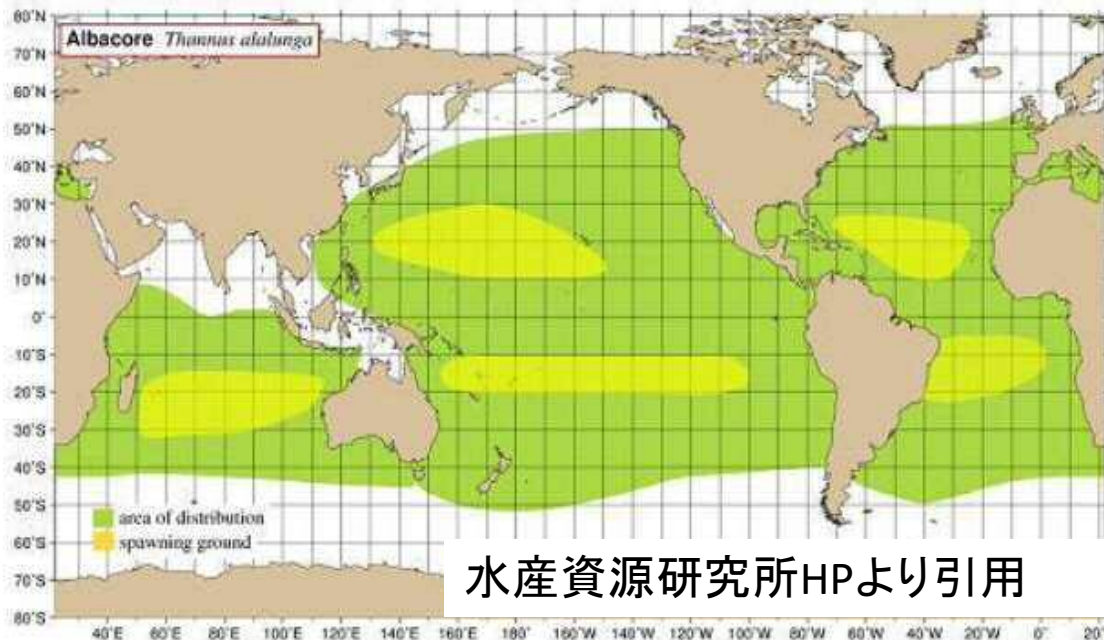 80˚N
Albacore Thunnus alalunga
70˚N
60˚N
50˚N
40˚N
30˚N
20˚N
10˚N
0˚
10˚S
20˚S
30˚S
40˚S
50˚S
60˚S
70˚S
80˚S
area of distribution
spawning ground
水産資源研究所HPより引用
40˚E 60˚E 80˚E 100˚E 120˚E 140˚E 160˚E 180˚ 160˚W 140˚W 120˚W 100˚W 80˚W 60˚W 40˚W 20˚W 0˚